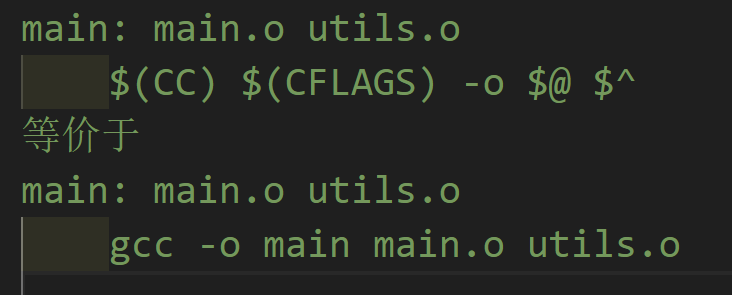 main: main.o utils.o
    $(CC) $(CFLAGS) -o $@ $^
等价于
main: main.o utils.o
    gcc -o main main.o utils.o